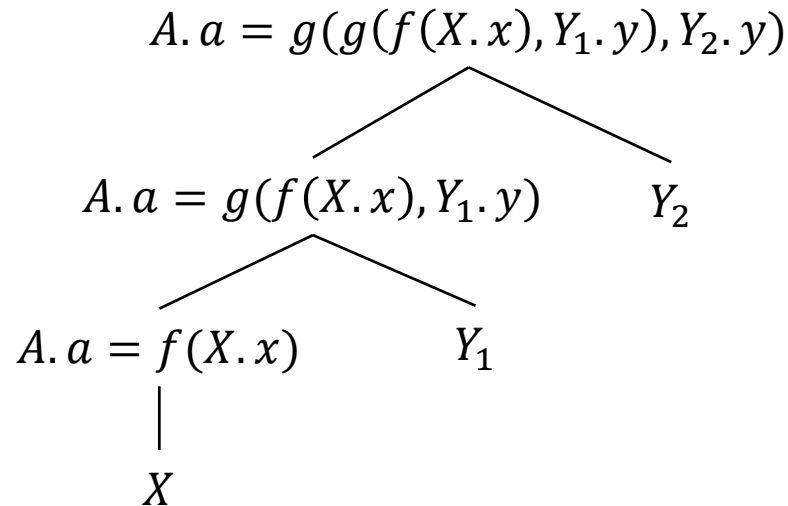 A.a = g(g(f(X.x),Y₁.y),Y₂.y)
A.a = g(f(X.x),Y₁.y) Y₂
A.a = f(X.x) Y₁
X